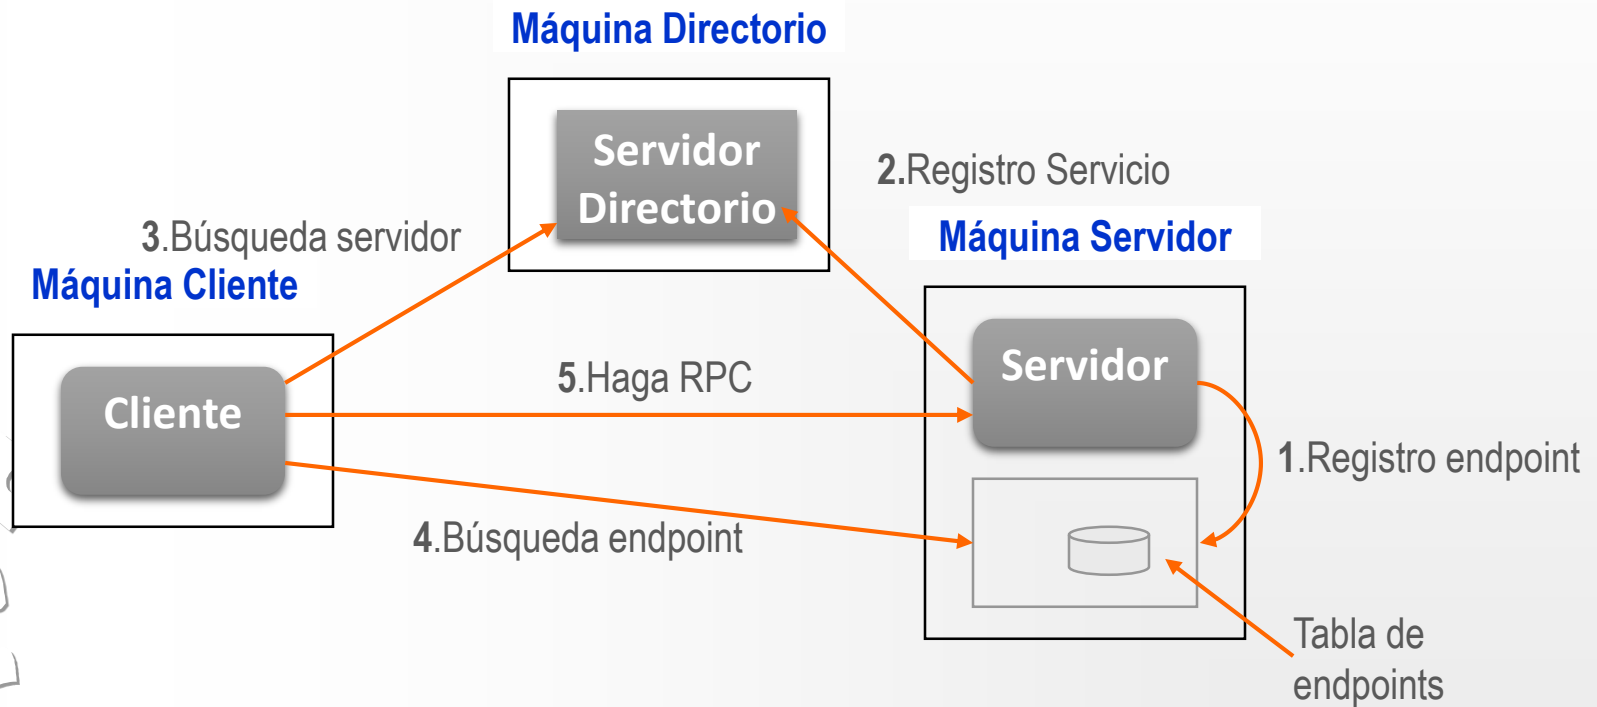 Máquina Directorio
Servidor
Directorio
2.Registro Servicio
3.Búsqueda servidor
Máquina Servidor
Máquina Cliente
Servidor
5.Haga RPC
Cliente
1.Registro endpoint
4.Búsqueda endpoint
Tabla de
endpoints